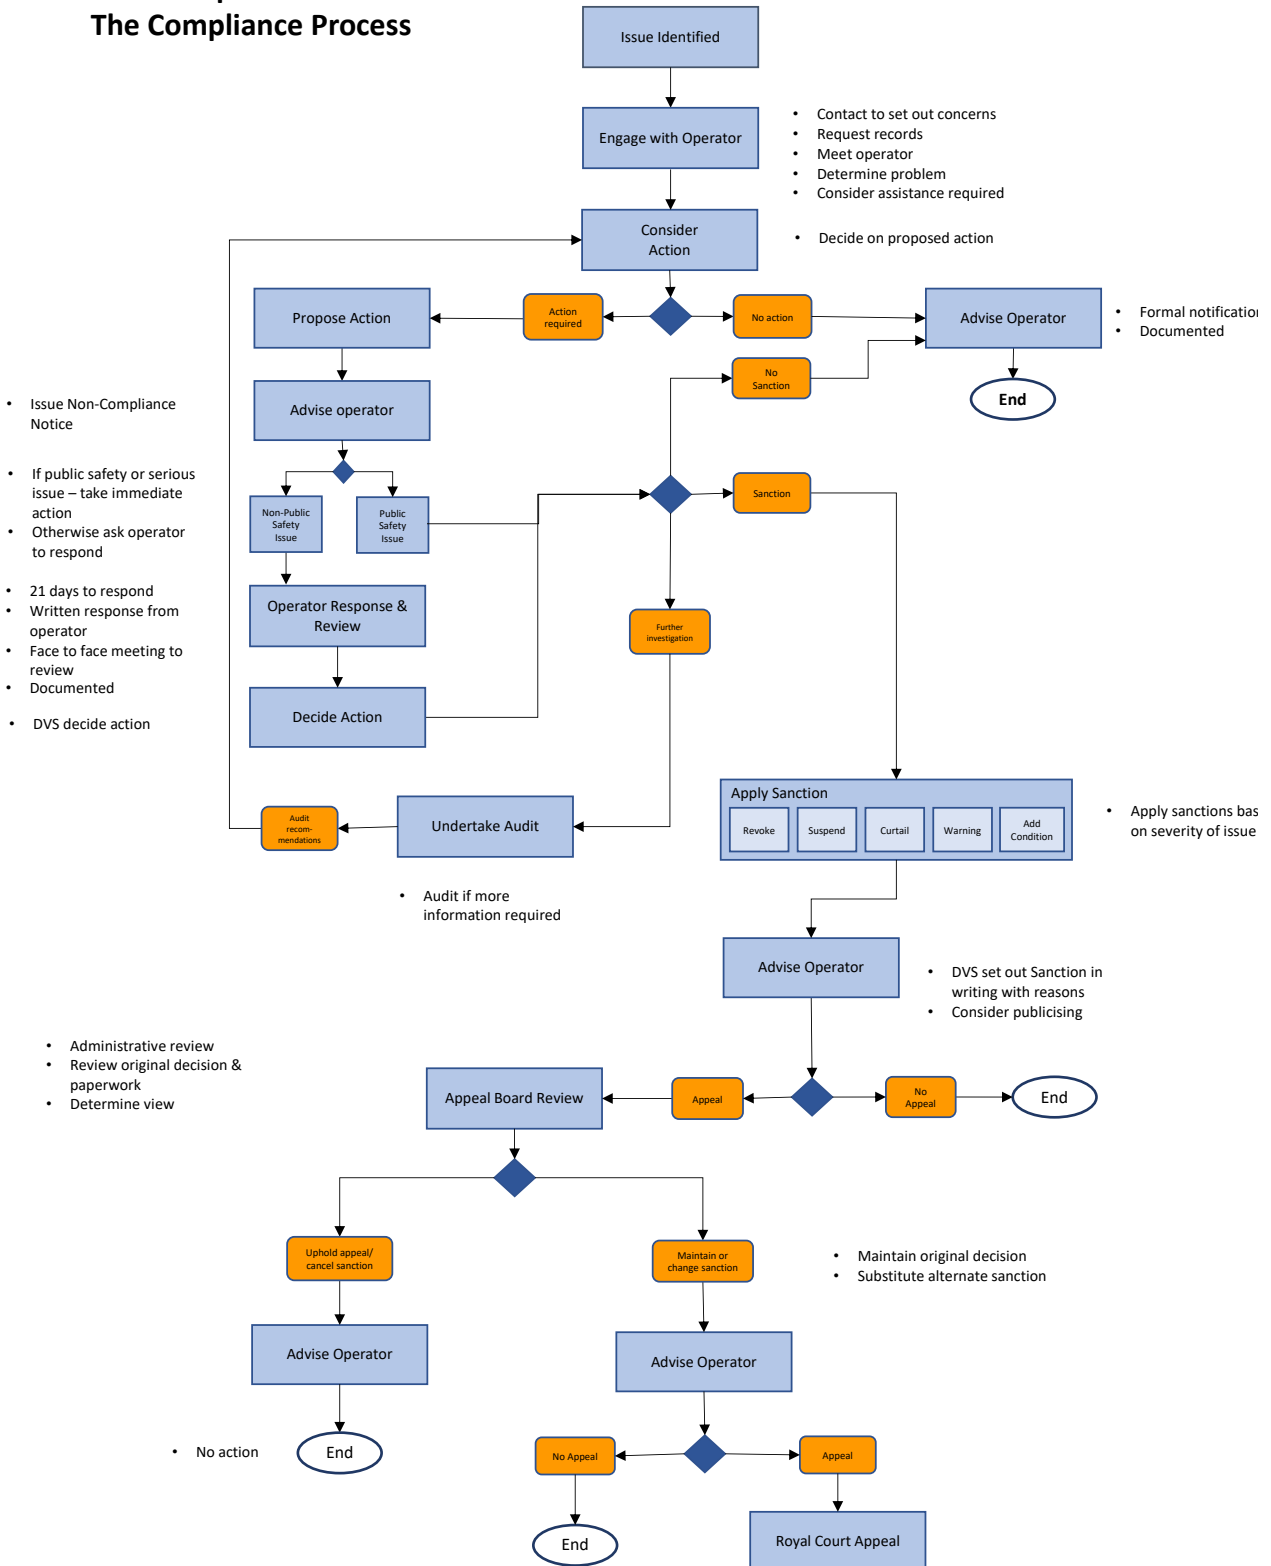 The Compliance Process
Issue Identified
Engage with Operator
• Contact to set out concerns
• Request records
• Meet operator
• Determine problem
• Consider assistance required
Consider
Action
• Decide on proposed action
Propose Action
Action
required
No action
Advise Operator
• Formal notification
• Documented
No
Sanction
End
Advise operator
• Issue Non-Compliance
Notice
• If public safety or serious
issue – take immediate
action
• Otherwise ask operator
to respond
Non-Public
Safety
Issue
Public
Safety
Issue
Sanction
• 21 days to respond
• Written response from
operator
• Face to face meeting to
review
• Documented
Operator Response &
Review
Further
investigation
• DVS decide action
Decide Action
Audit
recom-
mendations
Undertake Audit
• Audit if more
information required
Apply Sanction
Revoke
Suspend
Curtail
Warning
Add
Condition
• Apply sanctions bas
on severity of issue
Advise Operator
• DVS set out Sanction in
writing with reasons
• Consider publicising
• Administrative review
• Review original decision &
paperwork
• Determine view
Appeal Board Review
Appeal
No
Appeal
End
Uphold appeal/
cancel sanction
Maintain or
change sanction
• Maintain original decision
• Substitute alternate sanction
Advise Operator
Advise Operator
• No action
End
No Appeal
Appeal
End
Royal Court Appeal